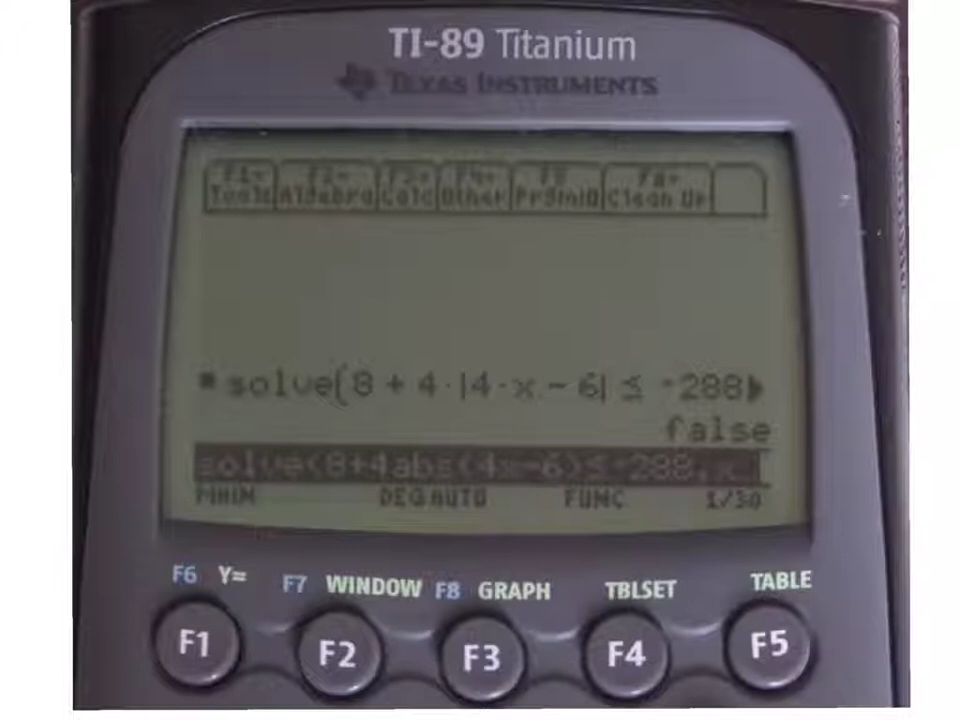 TI-89 Titanium
TEXAS INSTRUMENTS
F1▾ F2▾ F3▾ F4▾ F5 F6▾
Tools Algebra Calc Other PrgmIO Clean Up
▪ solve(8 + 4·|4·x - 6| ≤ ⁻288▶
false
solve(8+4abs(4x-6)≤⁻288,x
MAIN DEG AUTO FUNC 1/30
F6 Y= F7 WINDOW F8 GRAPH TBLSET TABLE
F1 F2 F3 F4 F5